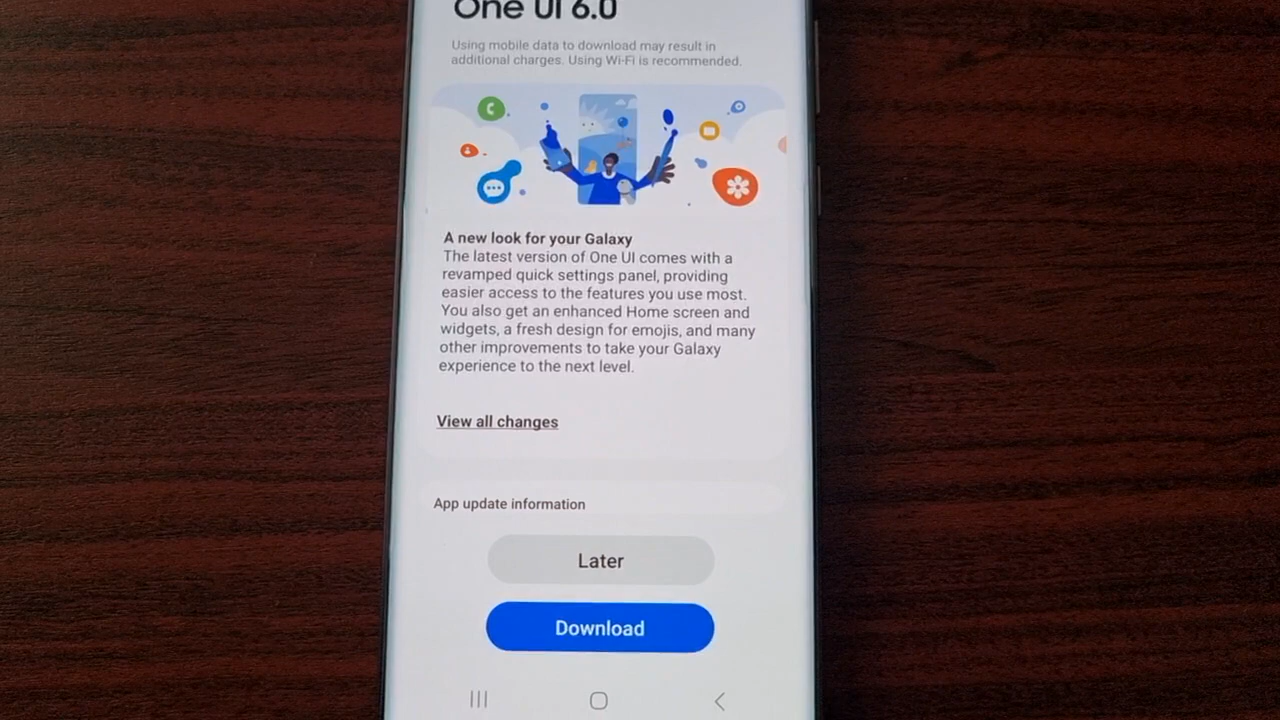 One UI 6.0
Using mobile data to download may result in
additional charges. Using Wi-Fi is recommended.
A new look for your Galaxy
The latest version of One UI comes with a
revamped quick settings panel, providing
easier access to the features you use most.
You also get an enhanced Home screen and
widgets, a fresh design for emojis, and many
other improvements to take your Galaxy
experience to the next level.
View all changes
App update information
Later
Download